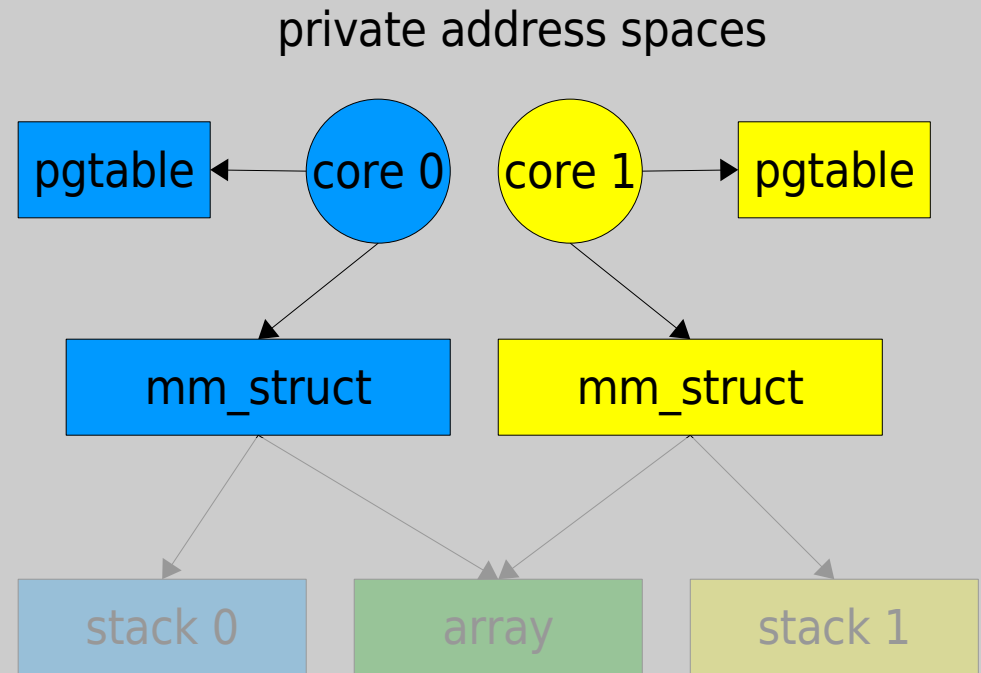 private address spaces
pgtable
core 0
core 1
pgtable
mm_struct
mm_struct
stack 0
array
stack 1